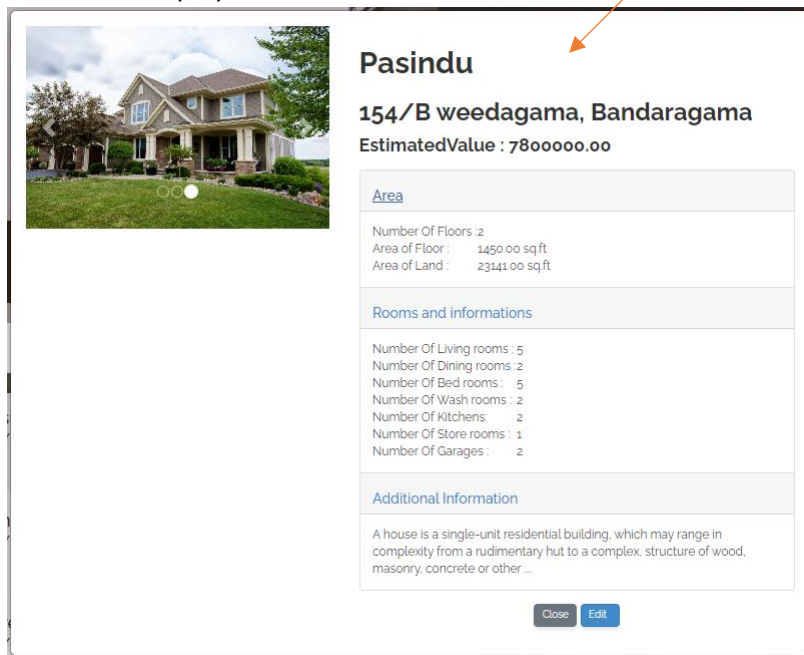 Pasindu
154/B weedagama, Bandaragama
EstimatedValue : 7800000.00
Area
Number Of Floors :2
Area of Floor : 1450.00 sq.ft
Area of Land : 23141.00 sq.ft
Rooms and informations
Number Of Living rooms : 5
Number Of Dining rooms :2
Number Of Bed rooms : 5
Number Of Wash rooms : 2
Number Of Kitchens: 2
Number Of Store rooms : 1
Number Of Garages : 2
Additional Information
A house is a single-unit residential building, which may range in
complexity from a rudimentary hut to a complex, structure of wood,
masonry, concrete or other ...
Close Edit